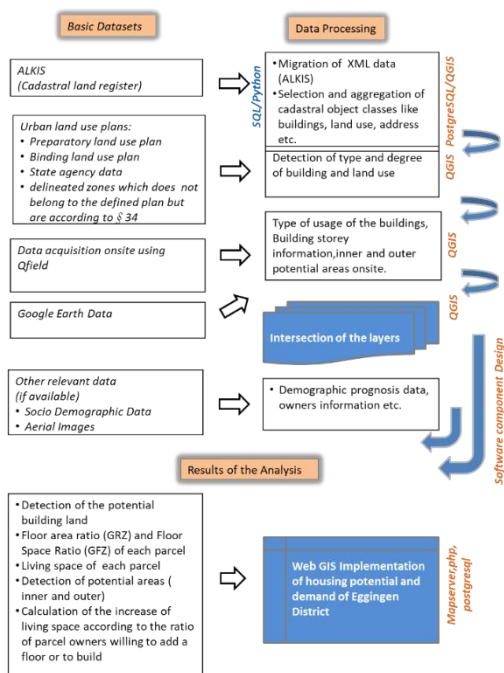 Basic Datasets
Data Processing
ALKIS
(Cadastral land register)
SQL/Python
•Migration of XML data
(ALKIS)
•Selection and aggregation of
cadastral object classes like
buildings, land use, address
etc.
PostgreSQL/QGIS
Urban land use plans:
• Preparatory land use plan
• Binding land use plan
• State agency data
• delineated zones which does not
belong to the defined plan but
are according to § 34
Detection of type and degree
of building and land use
QGIS
Data acquisition onsite using
Qfield
Type of usage of the buildings,
Building storey
information,inner and outer
potential areas onsite.
QGIS
Google Earth Data
Intersection of the layers
QGIS
Other relevant data
(if available)
• Socio Demographic Data
• Aerial Images
• Demographic prognosis data,
owners information etc.
Software component Design
Results of the Analysis
•Detection of the potential
building land
•Floor area ratio (GRZ) and Floor
Space Ratio (GFZ) of each parcel
•Living space of each parcel
•Detection of potential areas (
inner and outer)
•Calculation of the increase of
living space according to the ratio
of parcel owners willing to add a
floor or to build
Web GIS Implementation
of housing potential and
demand of Eggingen
District
Mapserver,php,
postgresql